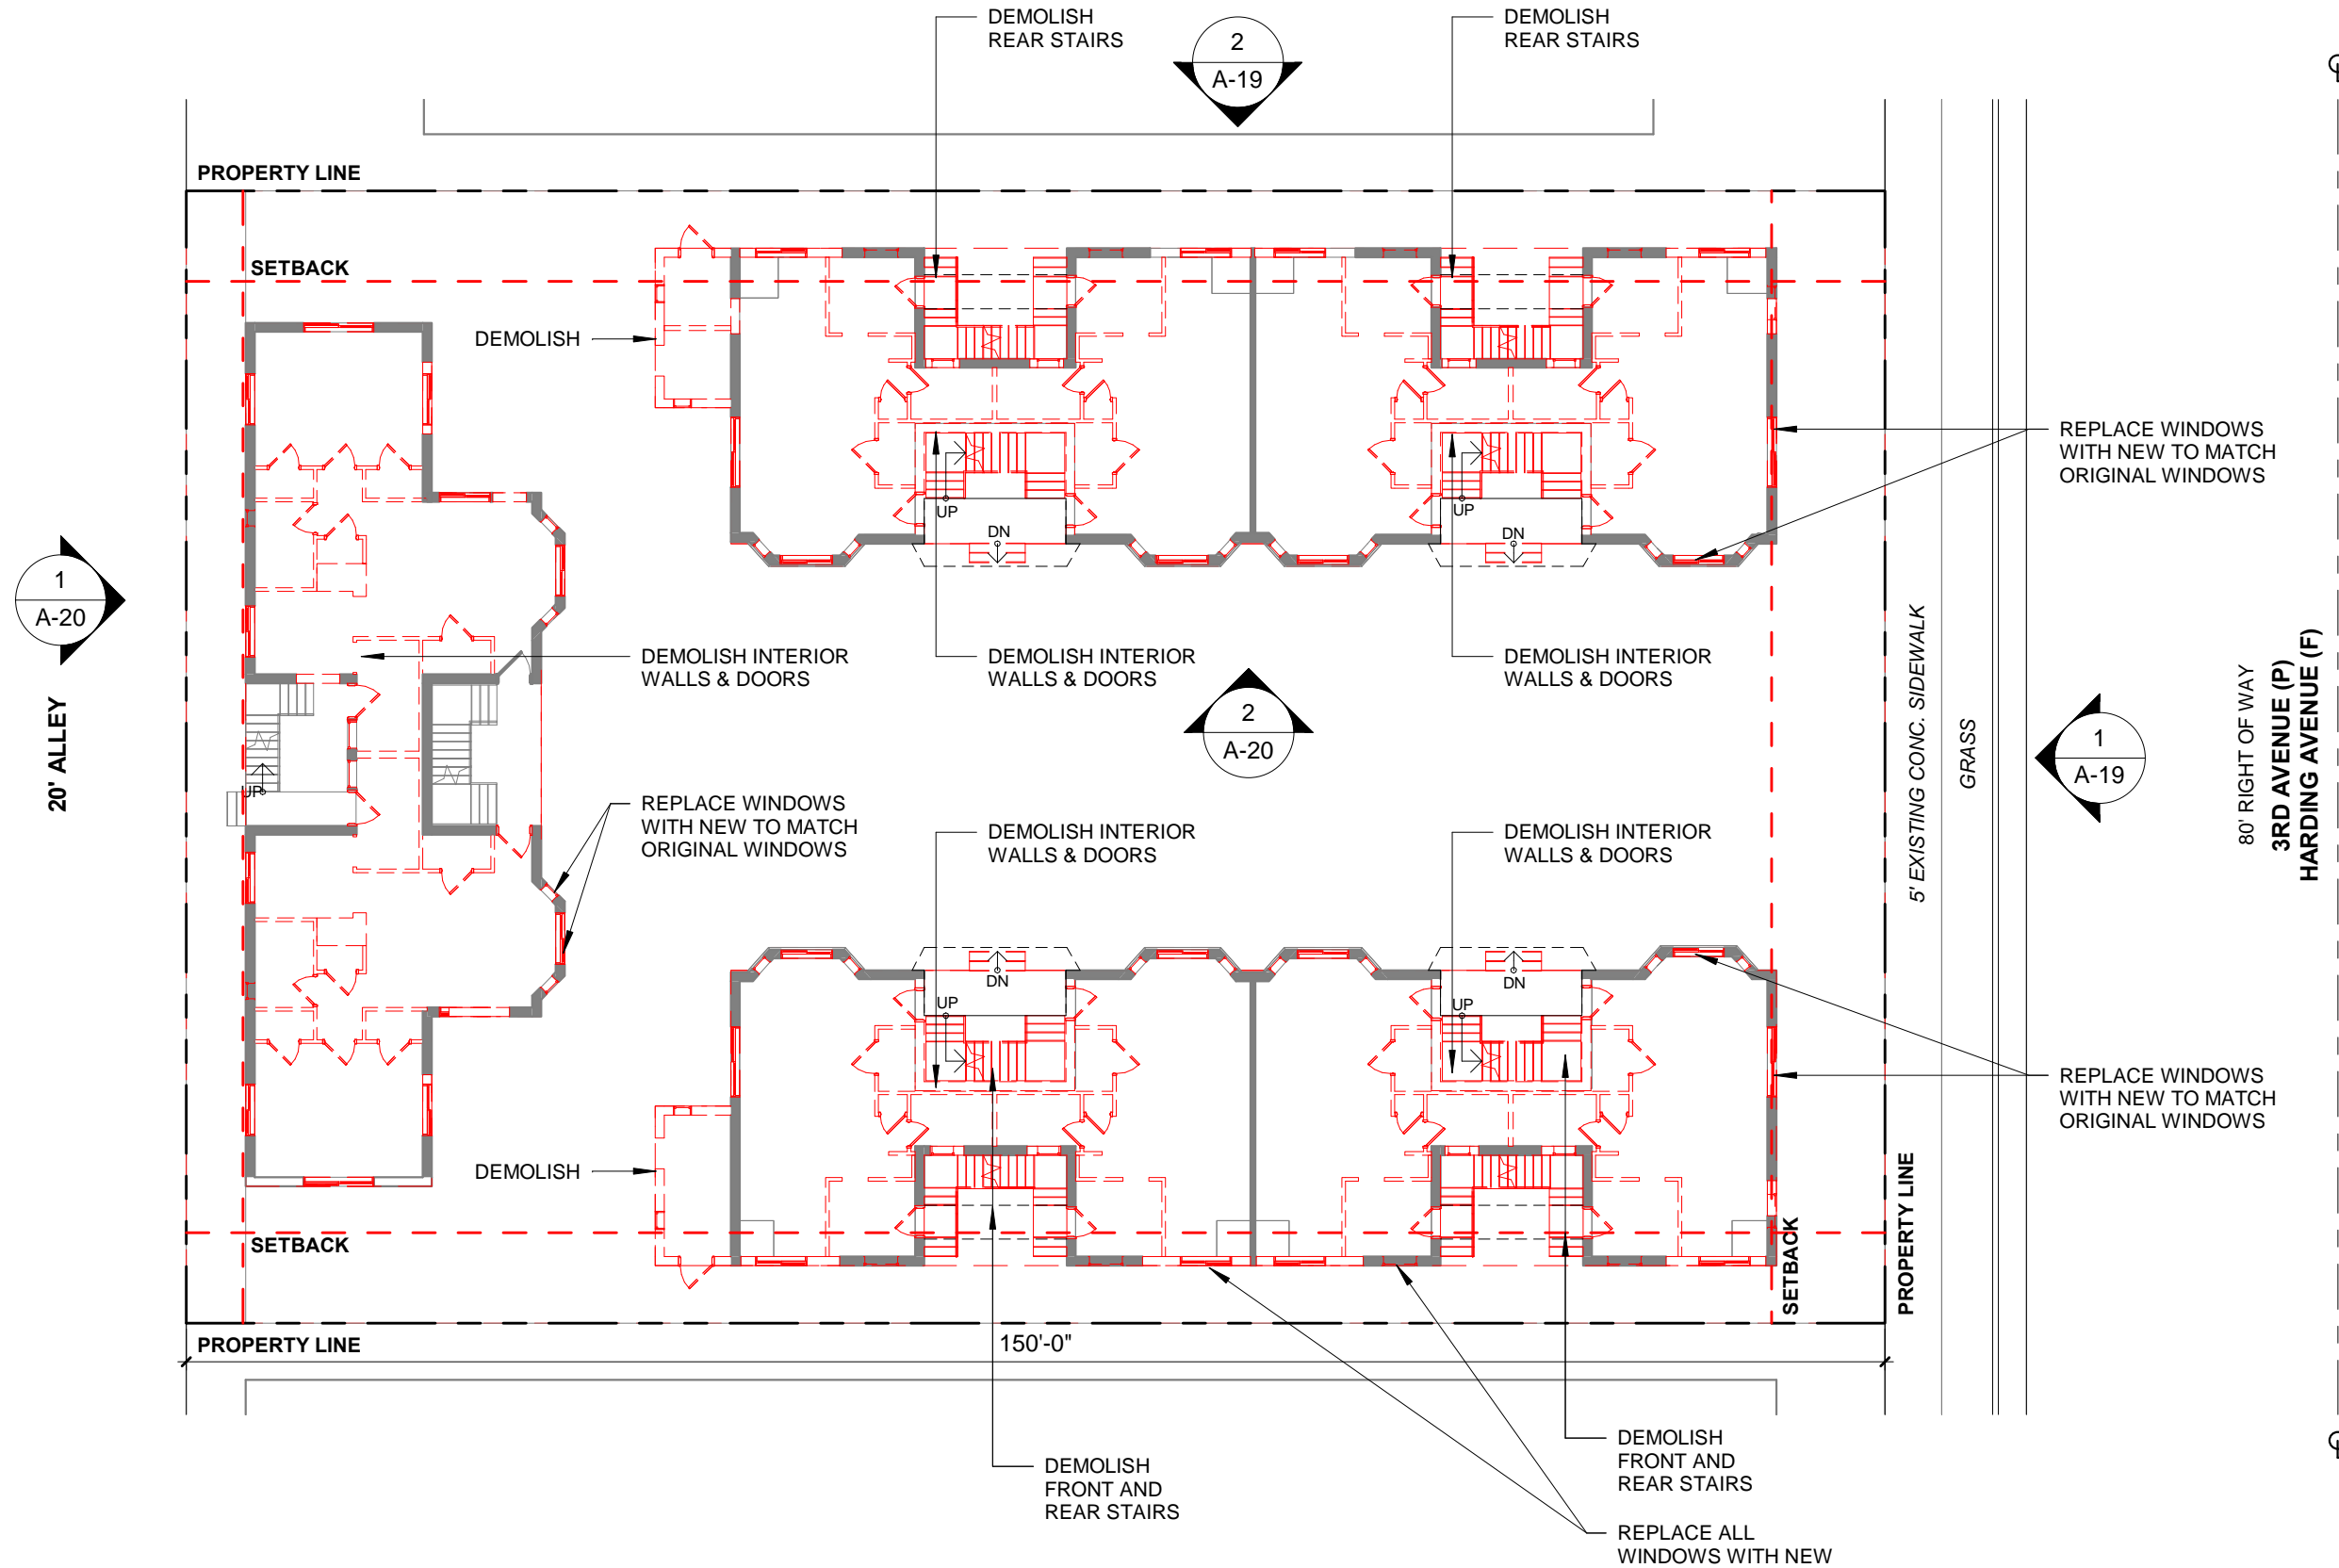 DEMOLISH
REAR STAIRS
2
A-19
DEMOLISH
REAR STAIRS
PROPERTY LINE
SETBACK
DEMOLISH
REPLACE WINDOWS
WITH NEW TO MATCH
ORIGINAL WINDOWS
UP
DN
UP
DN
1
A-20
20' ALLEY
DEMOLISH INTERIOR
WALLS & DOORS
DEMOLISH INTERIOR
WALLS & DOORS
DEMOLISH INTERIOR
WALLS & DOORS
2
A-20
5' EXISTING CONC. SIDEWALK
GRASS
1
A-19
80' RIGHT OF WAY
3RD AVENUE (P)
HARDING AVENUE (F)
UP
REPLACE WINDOWS
WITH NEW TO MATCH
ORIGINAL WINDOWS
DEMOLISH INTERIOR
WALLS & DOORS
DEMOLISH INTERIOR
WALLS & DOORS
DN
UP
DN
UP
REPLACE WINDOWS
WITH NEW TO MATCH
ORIGINAL WINDOWS
DEMOLISH
SETBACK
SETBACK
PROPERTY LINE
PROPERTY LINE
150'-0"
DEMOLISH
FRONT AND
REAR STAIRS
DEMOLISH
FRONT AND
REAR STAIRS
REPLACE ALL
WINDOWS WITH NEW